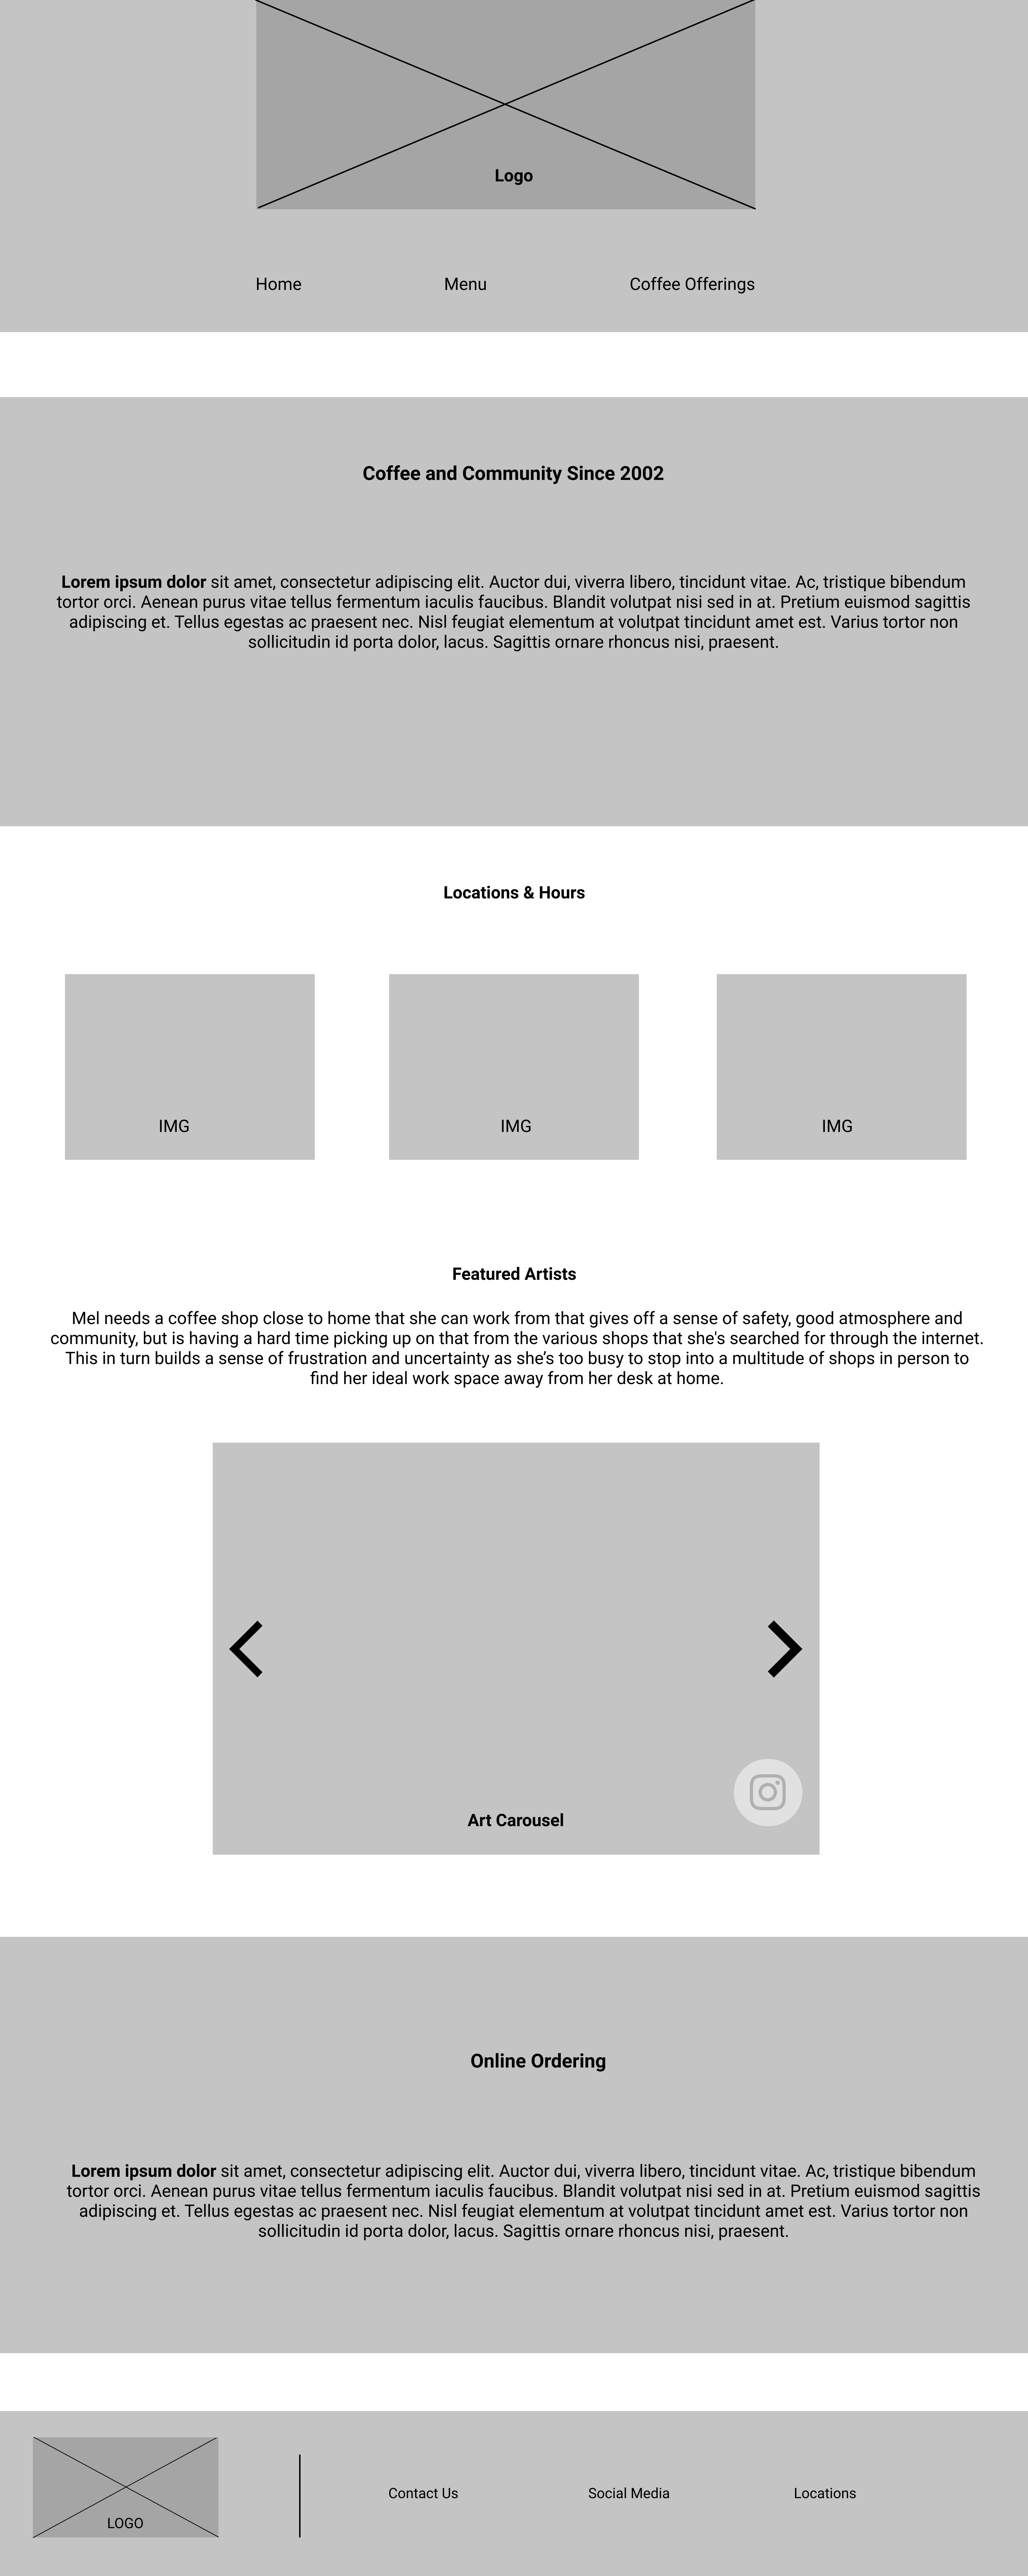 Logo
Home Menu Coffee Offerings
Coffee and Community Since 2002
Lorem ipsum dolor sit amet, consectetur adipiscing elit. Auctor dui, viverra libero, tincidunt vitae. Ac, tristique bibendum
tortor orci. Aenean purus vitae tellus fermentum iaculis faucibus. Blandit volutpat nisi sed in at. Pretium euismod sagittis
adipiscing et. Tellus egestas ac praesent nec. Nisl feugiat elementum at volutpat tincidunt amet est. Varius tortor non
sollicitudin id porta dolor, lacus. Sagittis ornare rhoncus nisi, praesent.
Locations & Hours
IMG IMG IMG
Featured Artists
Mel needs a coffee shop close to home that she can work from that gives off a sense of safety, good atmosphere and
community, but is having a hard time picking up on that from the various shops that she's searched for through the internet.
This in turn builds a sense of frustration and uncertainty as she’s too busy to stop into a multitude of shops in person to
find her ideal work space away from her desk at home.
Art Carousel
Online Ordering
Lorem ipsum dolor sit amet, consectetur adipiscing elit. Auctor dui, viverra libero, tincidunt vitae. Ac, tristique bibendum
tortor orci. Aenean purus vitae tellus fermentum iaculis faucibus. Blandit volutpat nisi sed in at. Pretium euismod sagittis
adipiscing et. Tellus egestas ac praesent nec. Nisl feugiat elementum at volutpat tincidunt amet est. Varius tortor non
sollicitudin id porta dolor, lacus. Sagittis ornare rhoncus nisi, praesent.
LOGO
Contact Us Social Media Locations